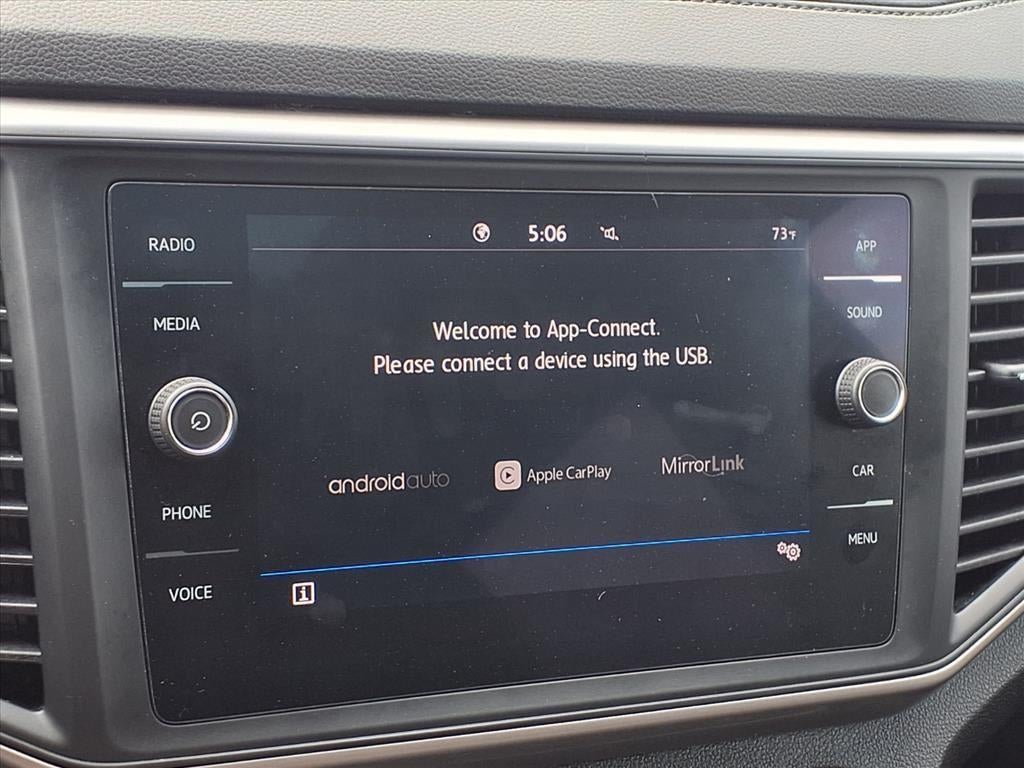 RADIO
MEDIA
PHONE
VOICE
5:06
73°F
Welcome to App-Connect.
Please connect a device using the USB.
androidauto
Apple CarPlay
MirrorLink
i
APP
SOUND
CAR
MENU